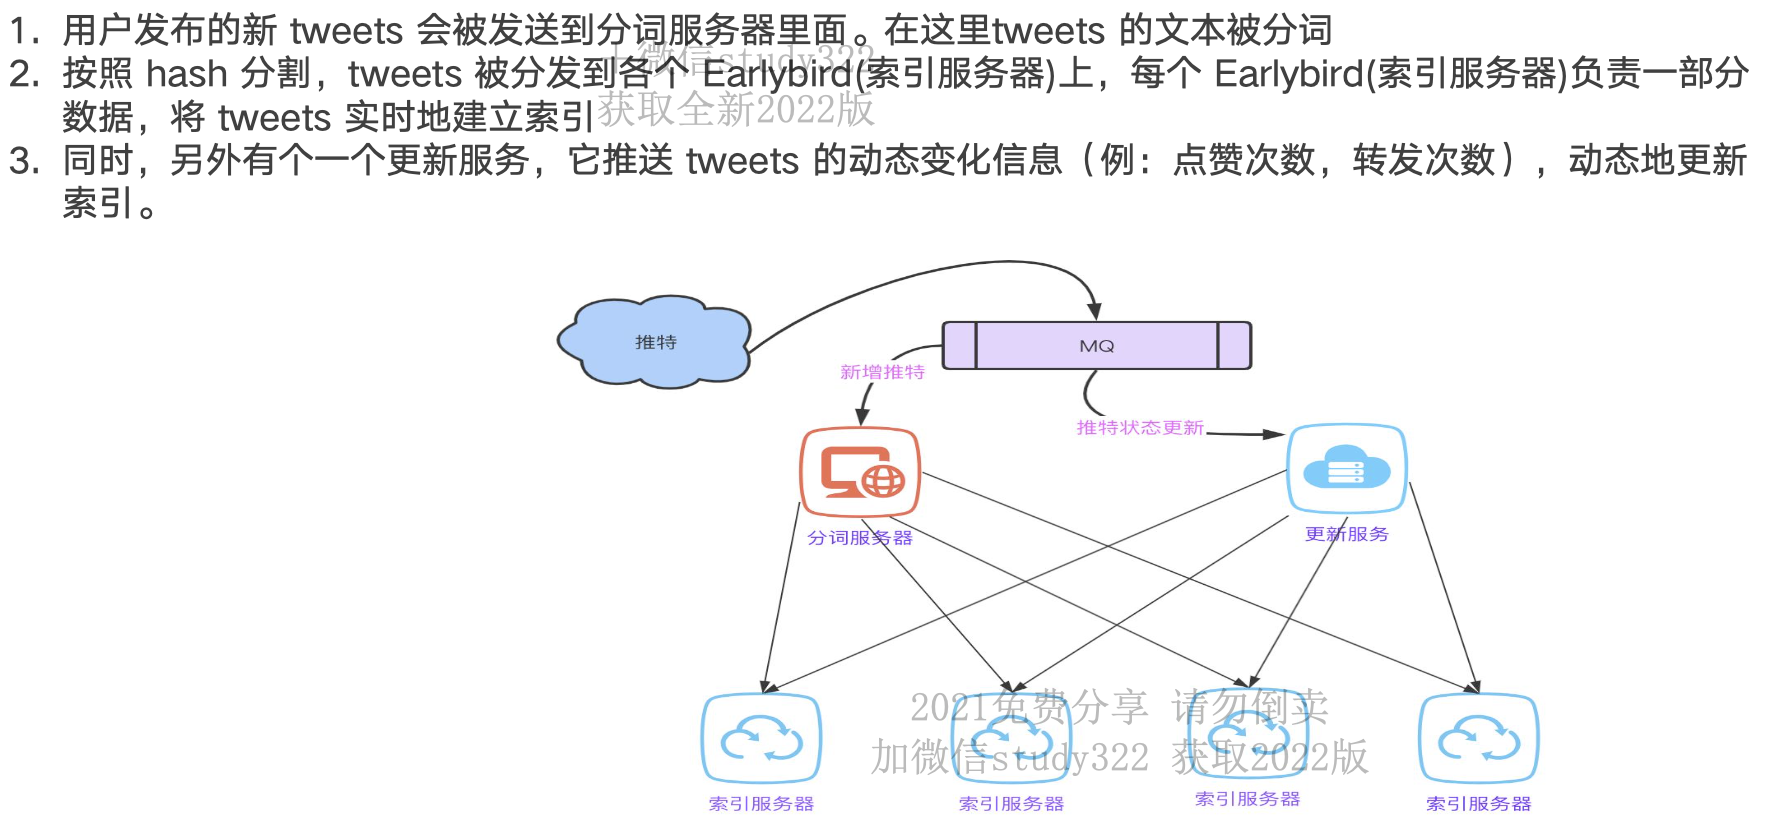 1. 用户发布的新 tweets 会被发送到分词服务器里面。在这里tweets 的文本被分词
2. 按照 hash 分割，tweets 被分发到各个 Earlybird(索引服务器)上，每个 Earlybird(索引服务器)负责一部分
数据，将 tweets 实时地建立索引
3. 同时，另外有个一个更新服务，它推送 tweets 的动态变化信息（例：点赞次数，转发次数），动态地更新
索引。
加微信study322
获取全新2022版
推特
MQ
新增推特
推特状态更新
分词服务器
更新服务
2021免费分享 请勿倒卖
加微信study322 获取2022版
索引服务器
索引服务器
索引服务器
索引服务器